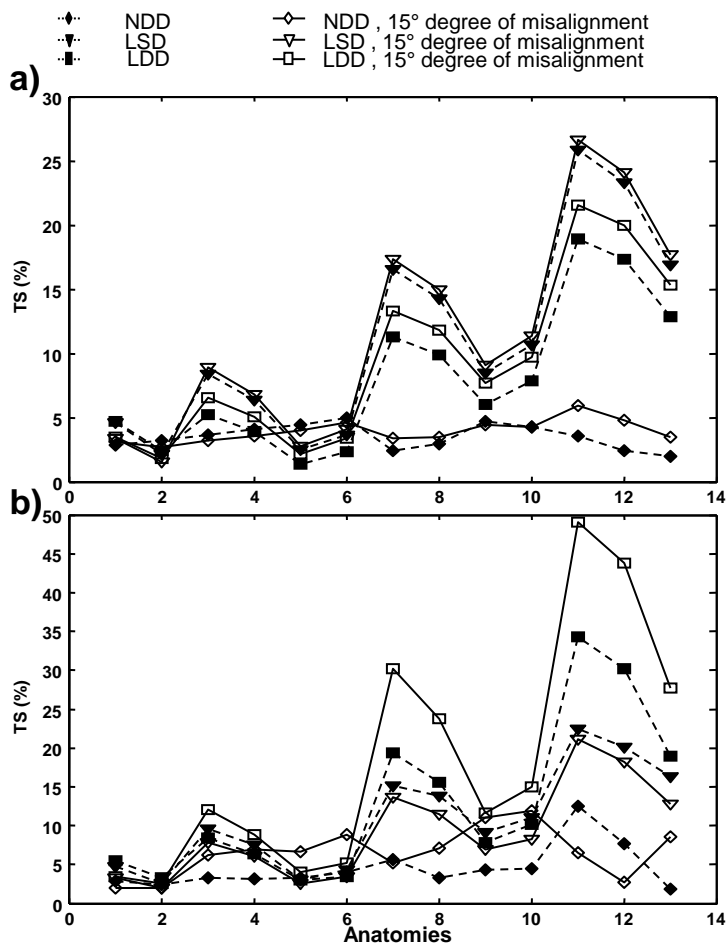 NDD NDD , 15° degree of misalignment
LSD LSD , 15° degree of misalignment
LDD LDD , 15° degree of misalignment
a)
30
25
20
15
10
5
0
TS (%)
0 2 4 6 8 10 12 14
b)
50
45
40
35
30
25
20
15
10
5
0
TS (%)
0 2 4 6 8 10 12 14
Anatomies